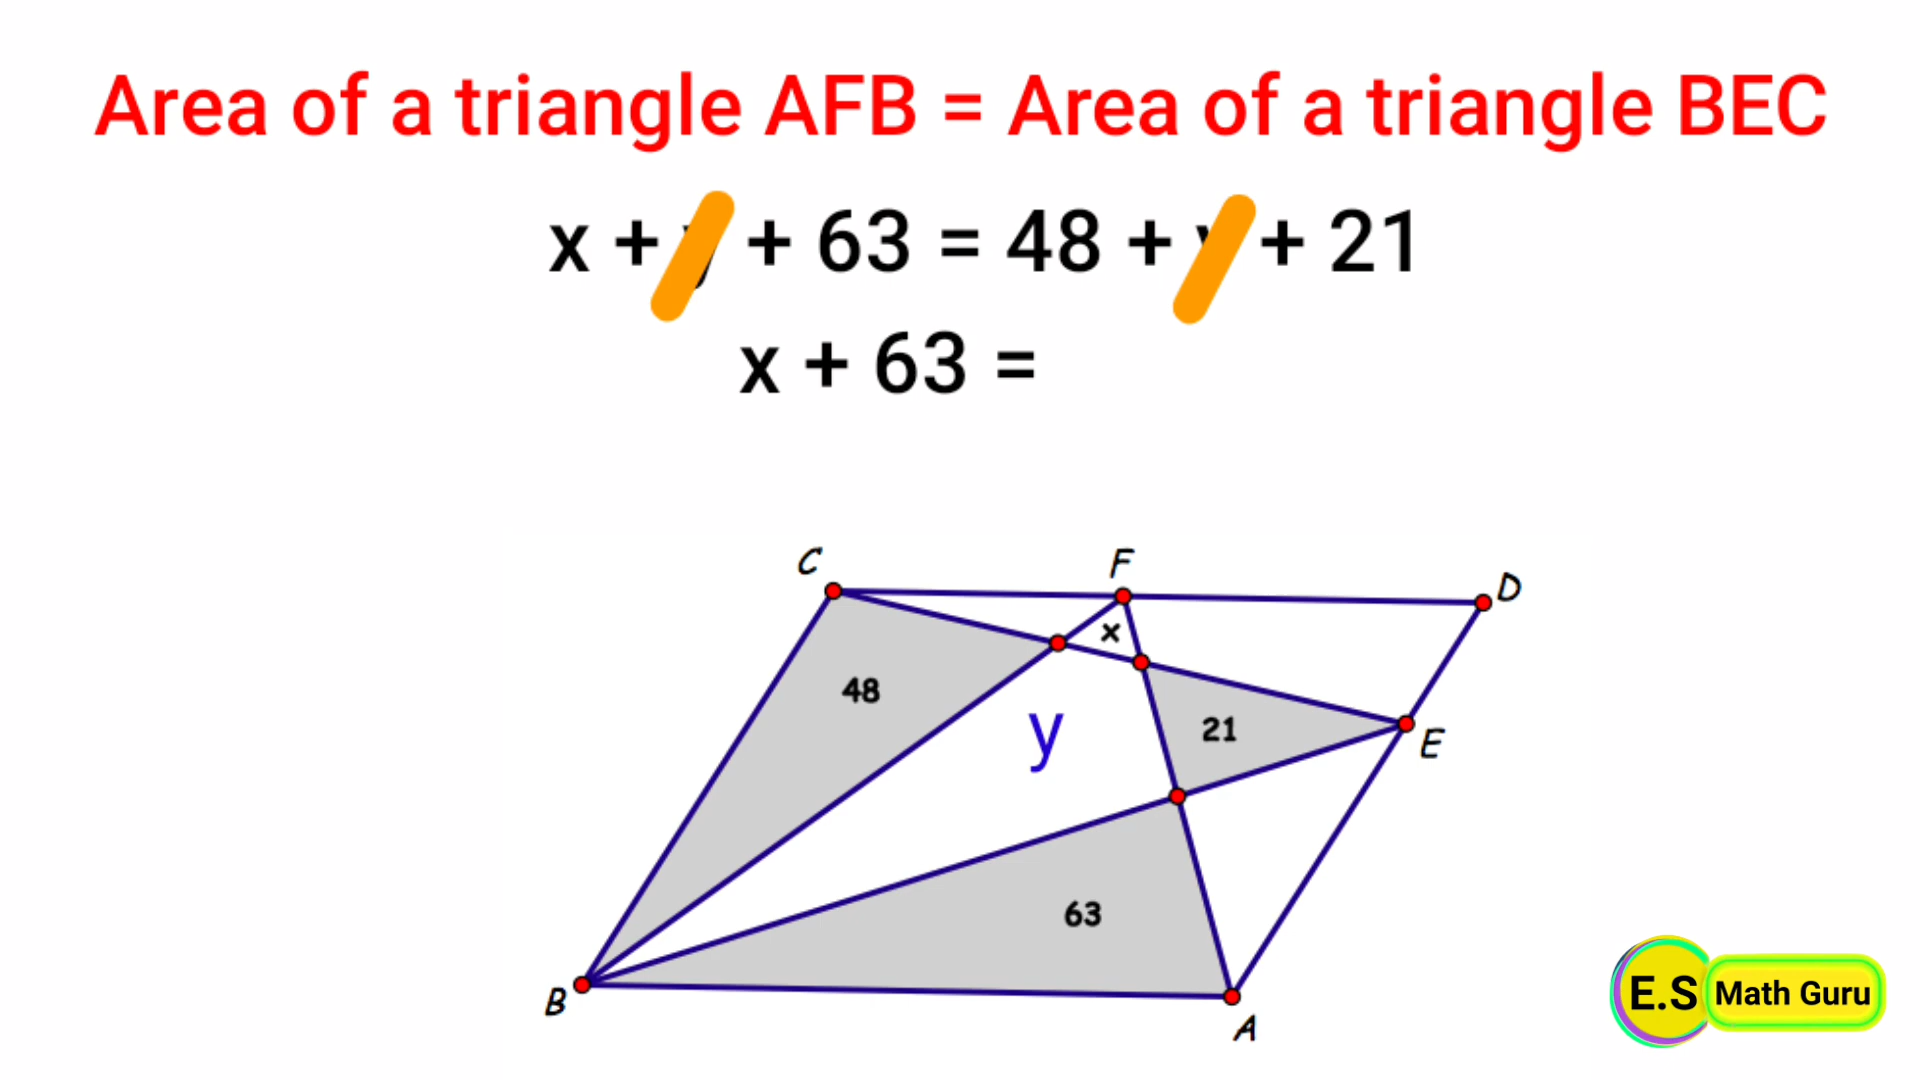 Area of a triangle AFB = Area of a triangle BEC
x + y + 63 = 48 + y + 21
x + 63 =
C
F
D
x
48
y
21
E
63
B
A
E.S Math Guru